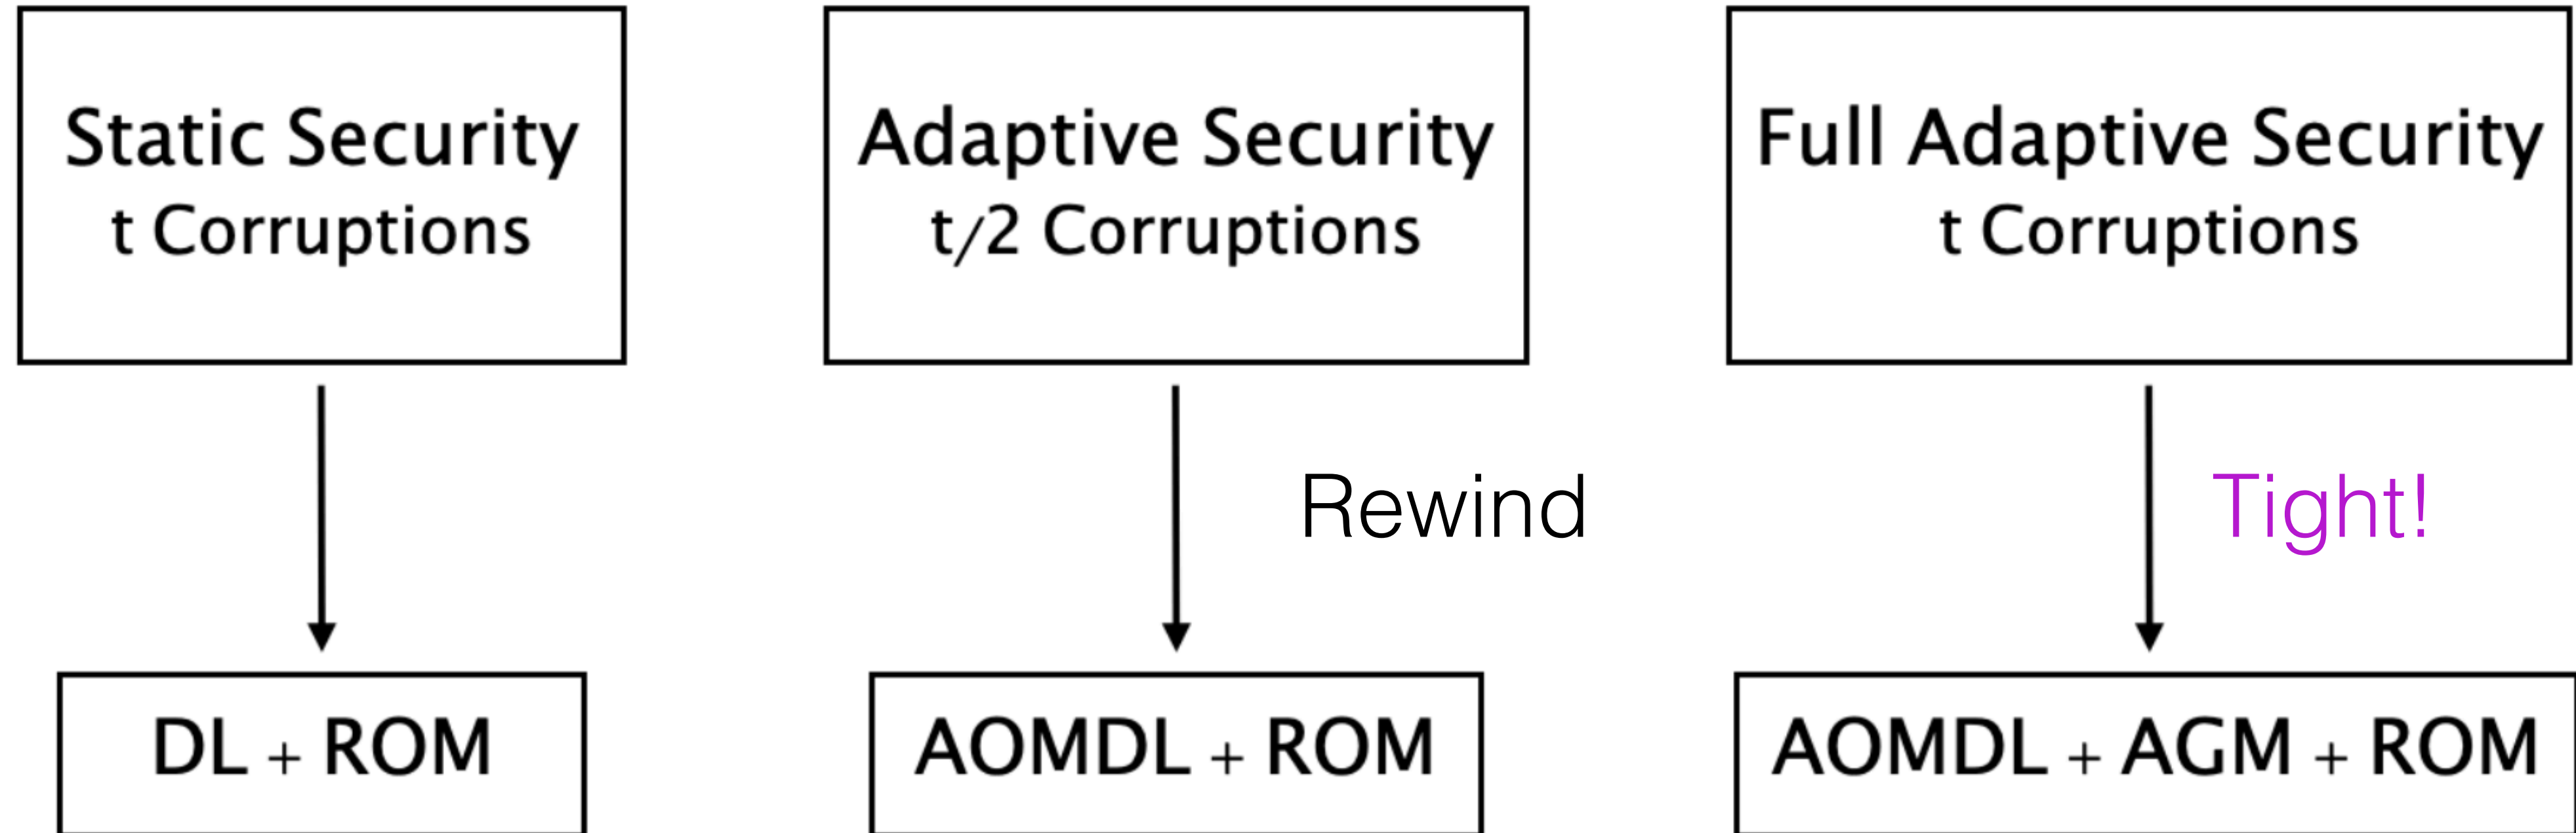 Static Security
t Corruptions
Adaptive Security
t/2 Corruptions
Full Adaptive Security
t Corruptions
Rewind
Tight!
DL + ROM
AOMDL + ROM
AOMDL + AGM + ROM